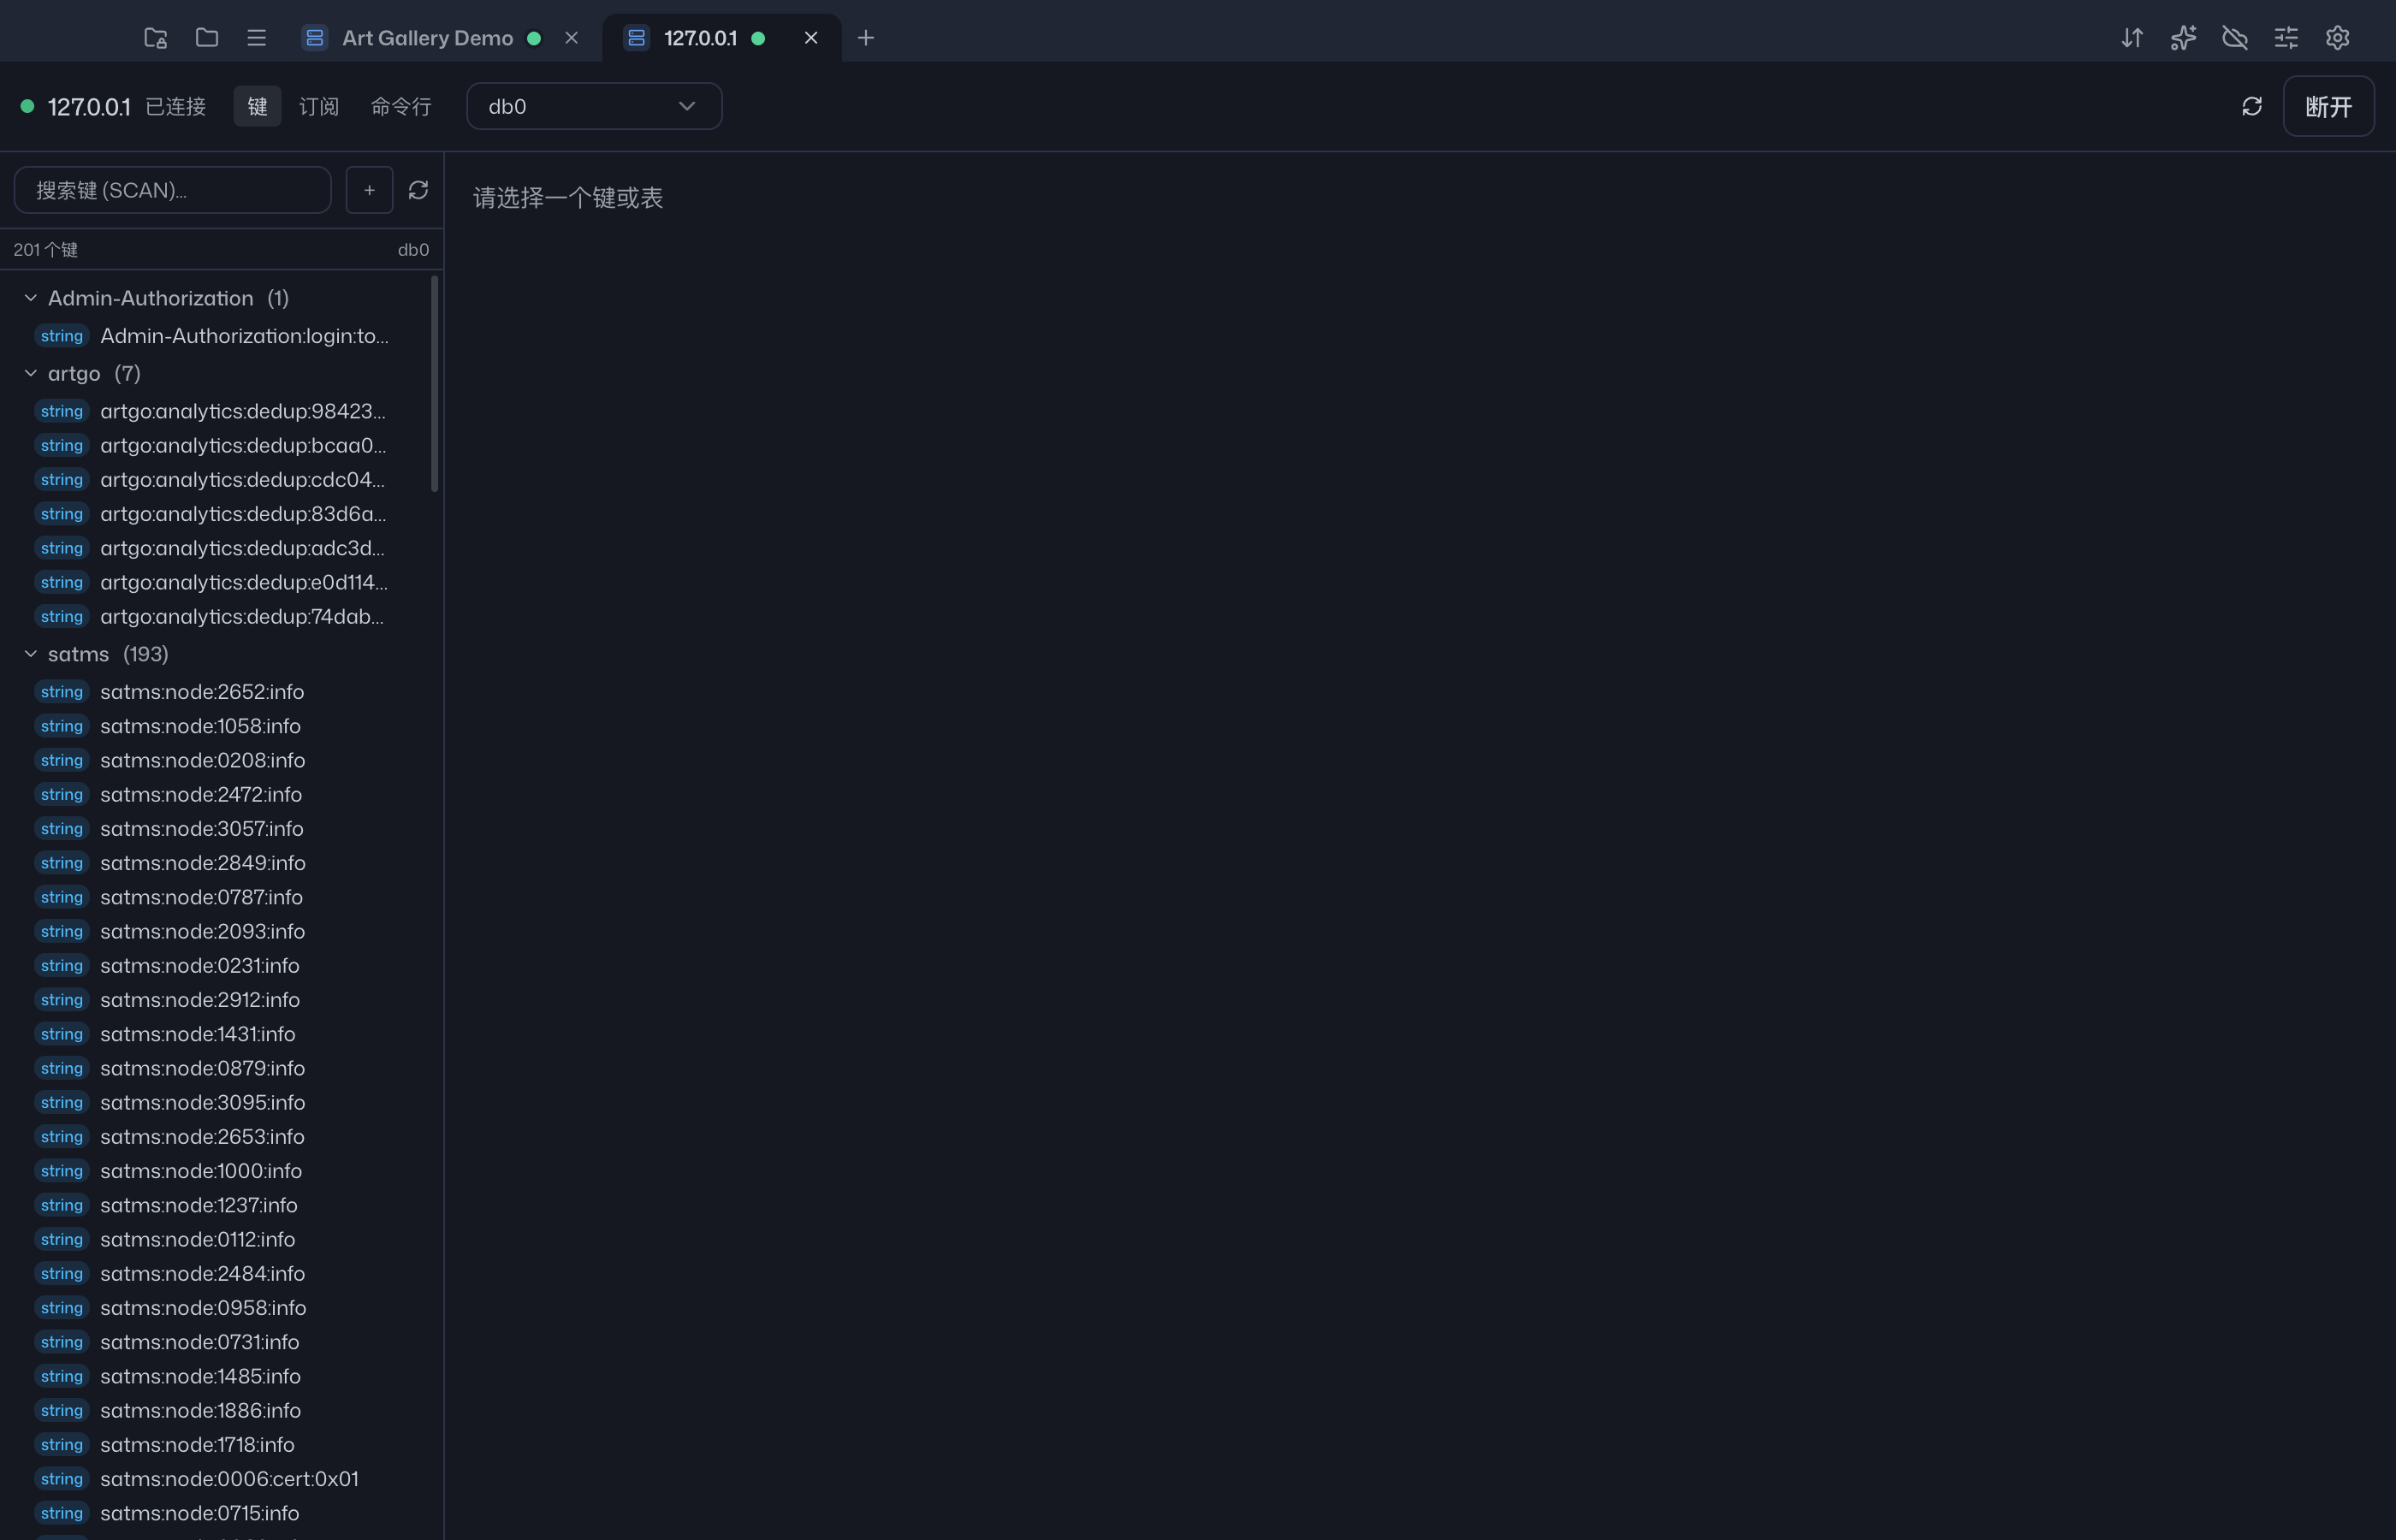 Art Gallery Demo
127.0.0.1
127.0.0.1 已连接 键 订阅 命令行 db0 断开
搜索键 (SCAN)...
+
201 个键 db0
请选择一个键或表
Admin-Authorization (1)
string Admin-Authorization:login:to...
artgo (7)
string artgo:analytics:dedup:98423...
string artgo:analytics:dedup:bcaa0...
string artgo:analytics:dedup:cdc04...
string artgo:analytics:dedup:83d6a...
string artgo:analytics:dedup:adc3d...
string artgo:analytics:dedup:e0d114...
string artgo:analytics:dedup:74dab...
satms (193)
string satms:node:2652:info
string satms:node:1058:info
string satms:node:0208:info
string satms:node:2472:info
string satms:node:3057:info
string satms:node:2849:info
string satms:node:0787:info
string satms:node:2093:info
string satms:node:0231:info
string satms:node:2912:info
string satms:node:1431:info
string satms:node:0879:info
string satms:node:3095:info
string satms:node:2653:info
string satms:node:1000:info
string satms:node:1237:info
string satms:node:0112:info
string satms:node:2484:info
string satms:node:0958:info
string satms:node:0731:info
string satms:node:1485:info
string satms:node:1886:info
string satms:node:1718:info
string satms:node:0006:cert:0x01
string satms:node:0715:info